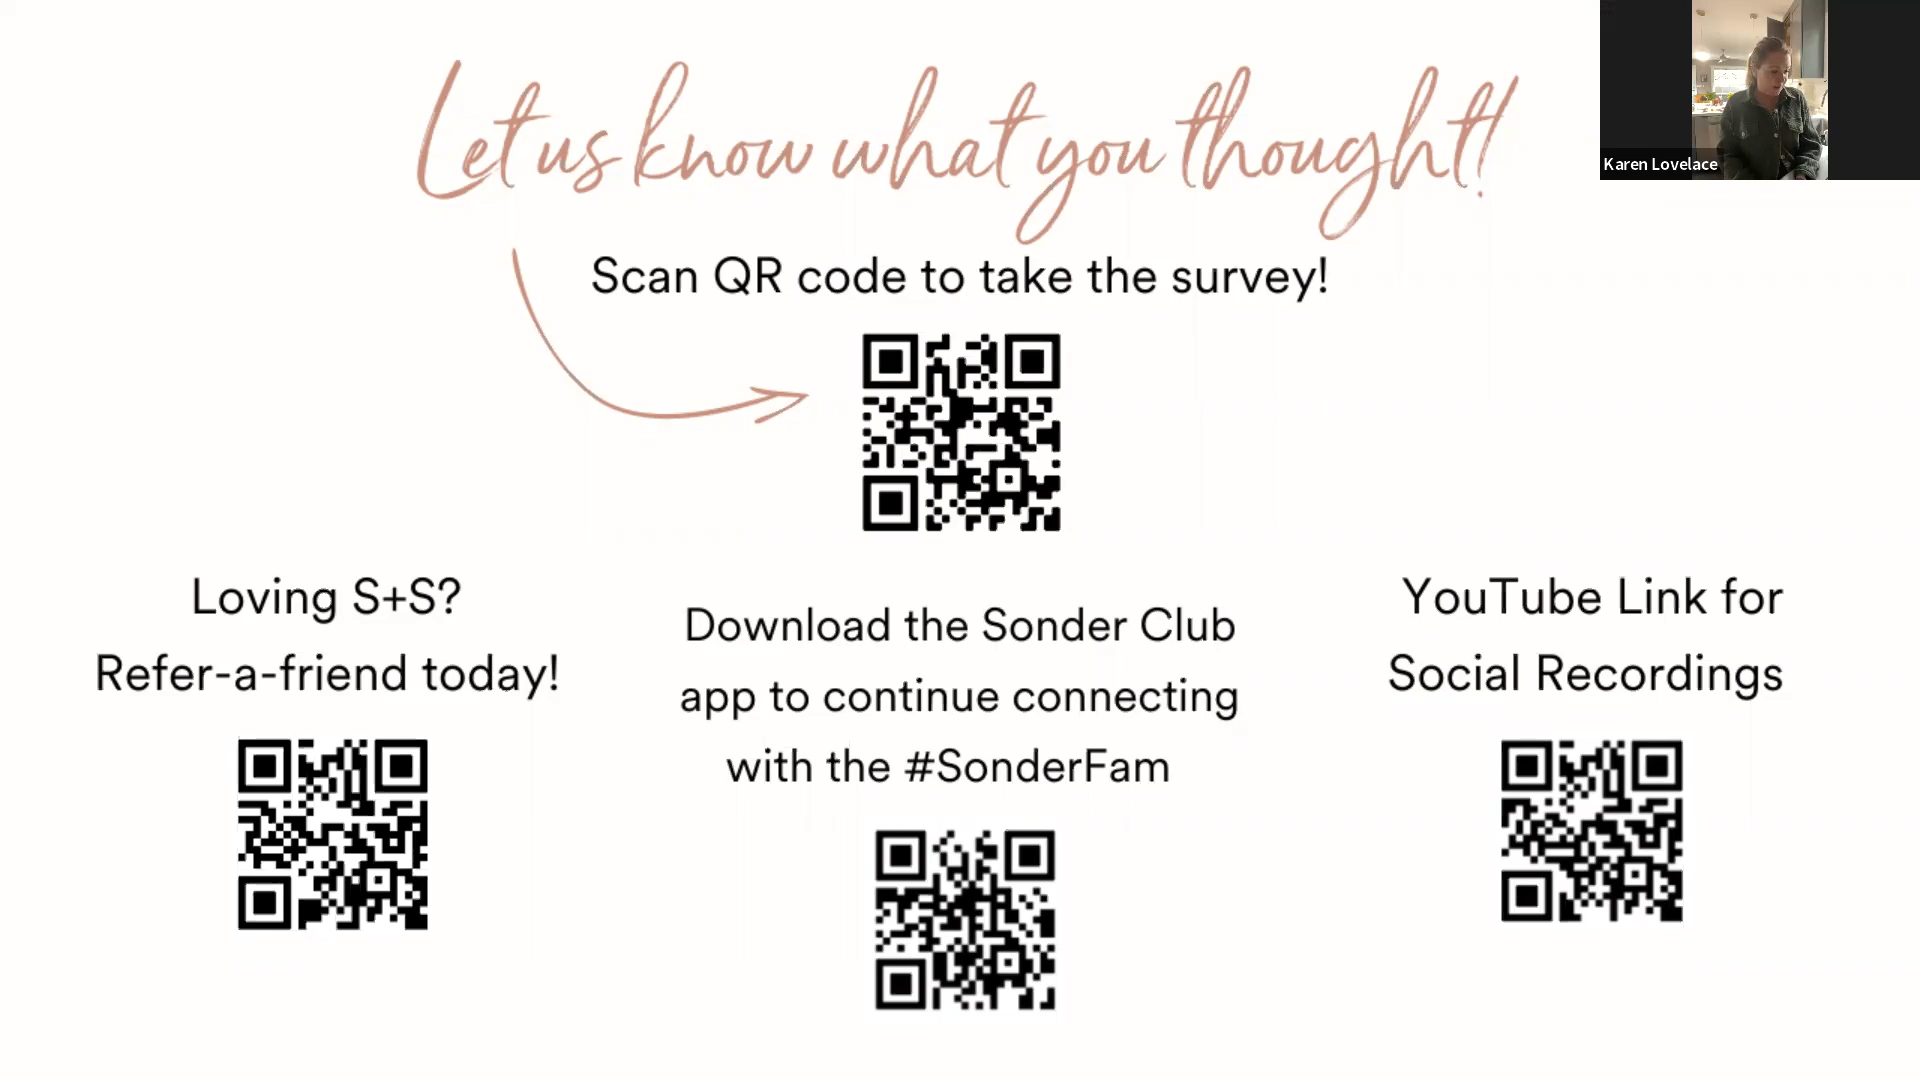 Let us know what you thought!
Karen Lovelace
Scan QR code to take the survey!
Loving S+S?
Refer-a-friend today!
Download the Sonder Club
app to continue connecting
with the #SonderFam
YouTube Link for
Social Recordings